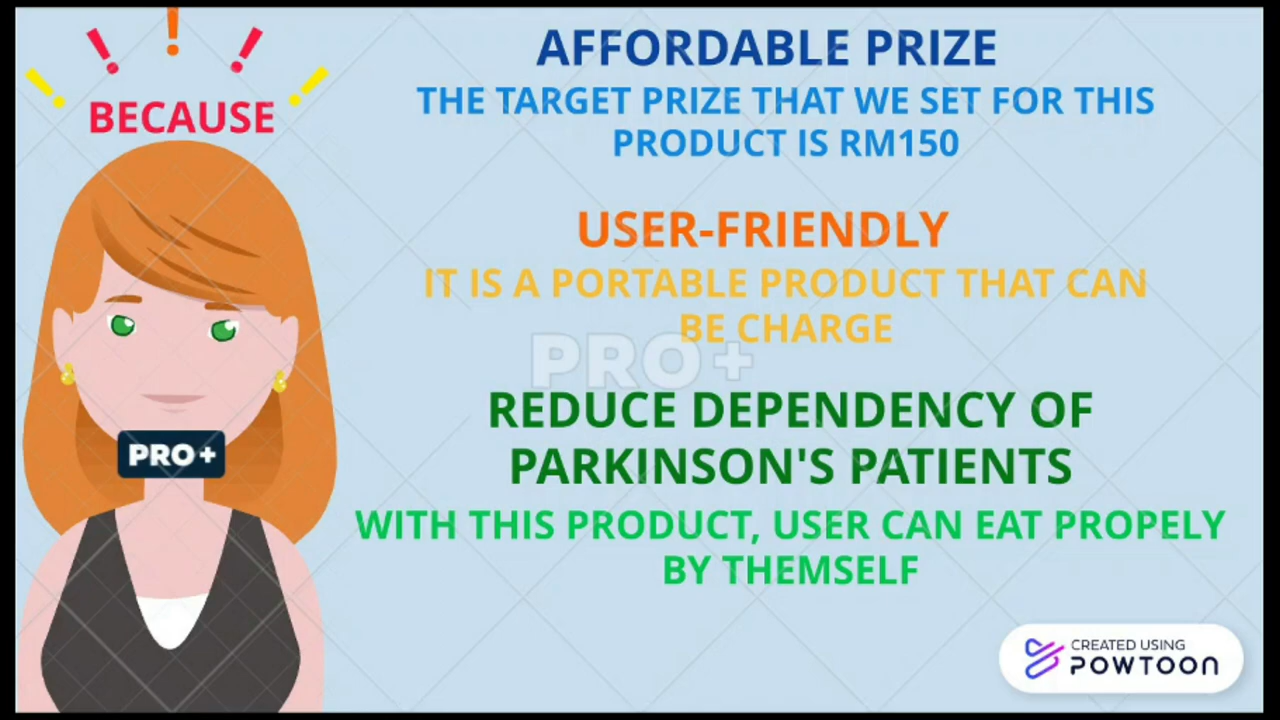 BECAUSE
AFFORDABLE PRIZE
THE TARGET PRIZE THAT WE SET FOR THIS
PRODUCT IS RM150
USER-FRIENDLY
IT IS A PORTABLE PRODUCT THAT CAN
BE CHARGE
PRO+
REDUCE DEPENDENCY OF
PARKINSON'S PATIENTS
PRO+
WITH THIS PRODUCT, USER CAN EAT PROPELY
BY THEMSELF
CREATED USING
POWTOON